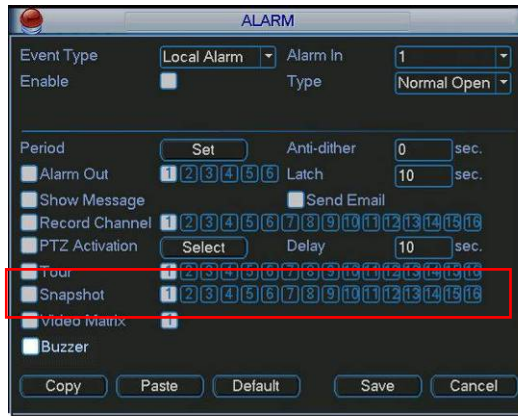 ALARM
Event Type Local Alarm Alarm In 1
Enable Type Normal Open
Period Set Anti-dither 0 sec.
Alarm Out 1 2 3 4 5 6 Latch 10 sec.
Show Message Send Email
Record Channel 1 2 3 4 5 6 7 8 9 10 11 12 13 14 15 16
PTZ Activation Select Delay 10 sec.
Tour 1 2 3 4 5 6 7 8 9 10 11 12 13 14 15 16
Snapshot 1 2 3 4 5 6 7 8 9 10 11 12 13 14 15 16
Video Matrix 1
Buzzer
Copy Paste Default Save Cancel